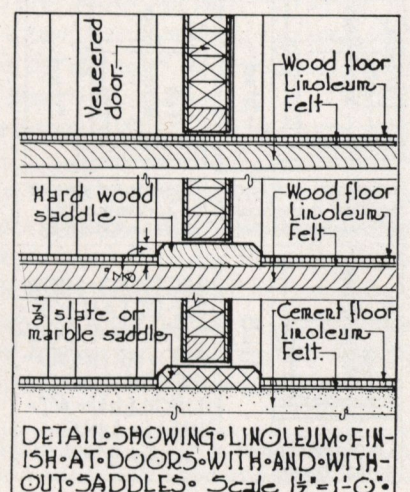 Veneered
door
Wood floor
Linoleum
Felt
Hard wood
saddle
Wood floor
Linoleum
Felt
7/8" slate or
marble saddle
Cement floor
Linoleum
Felt
DETAIL·SHOWING·LINOLEUM·FIN-
ISH·AT·DOORS·WITH·AND·WITH-
OUT·SADDLES· Scale 1½"=1'-0"·